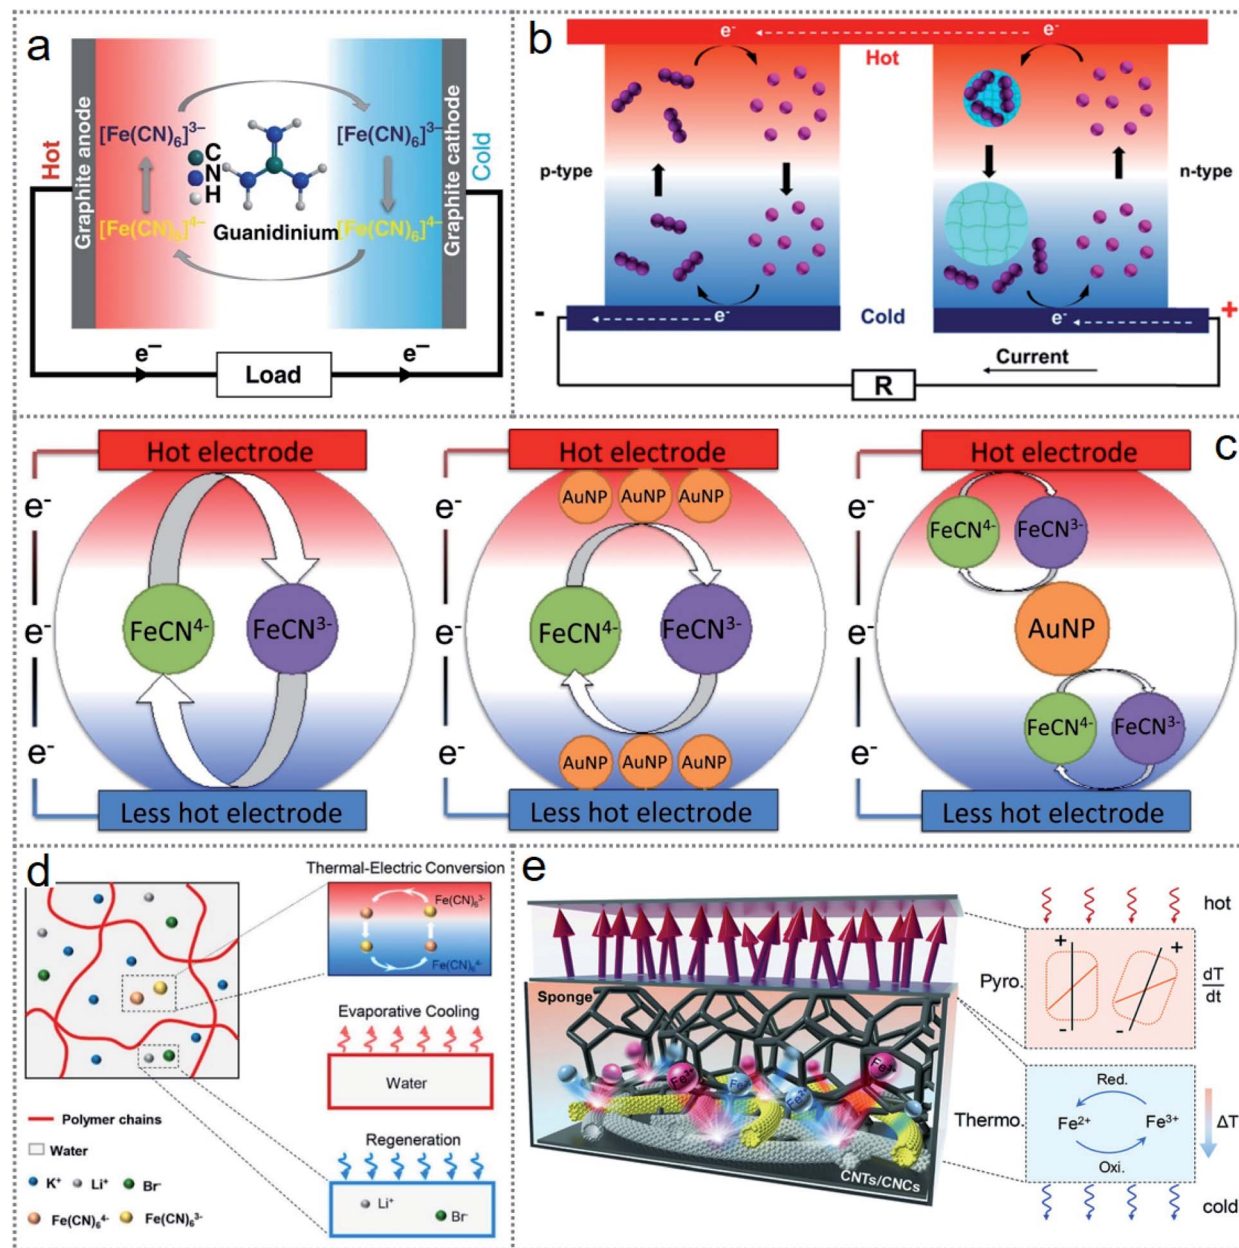 a
Hot
Graphite anode
[Fe(CN)₆]³⁻
[Fe(CN)₆]⁴⁻
C
N
H
Guanidinium
[Fe(CN)₆]³⁻
[Fe(CN)₆]⁴⁻
Graphite cathode
Cold
e⁻
Load
e⁻
b
e⁻
e⁻
Hot
p-type
n-type
-
e⁻
Cold
e⁻
+
Current
R
c
Hot electrode
e⁻
e⁻
e⁻
FeCN⁴⁻
FeCN³⁻
Less hot electrode
Hot electrode
AuNP
AuNP
AuNP
e⁻
e⁻
e⁻
FeCN⁴⁻
FeCN³⁻
AuNP
AuNP
AuNP
Less hot electrode
Hot electrode
e⁻
e⁻
e⁻
FeCN⁴⁻
FeCN³⁻
AuNP
FeCN⁴⁻
FeCN³⁻
Less hot electrode
d
Thermal-Electric Conversion
Fe(CN)₆³⁻
Fe(CN)₆⁴⁻
Evaporative Cooling
Water
Regeneration
Li⁺
Br⁻
Polymer chains
Water
K⁺
Li⁺
Br⁻
Fe(CN)₆⁴⁻
Fe(CN)₆³⁻
e
Sponge
Fe³⁺
Fe²⁺
Fe²⁺
Fe³⁺
CNTs/CNCs
hot
Pyro.
+
-
+
-
dT
dt
Thermo.
Red.
Fe²⁺
Fe³⁺
Oxi.
ΔT
cold